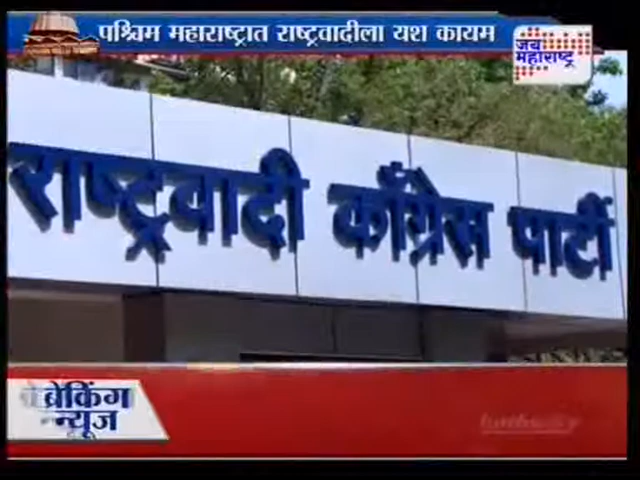 पश्चिम महाराष्ट्रात राष्ट्रवादीला यश कायम
जय
महाराष्ट्र
राष्ट्रवादी काँग्रेस पार्टी
ब्रेकिंग
न्यूज